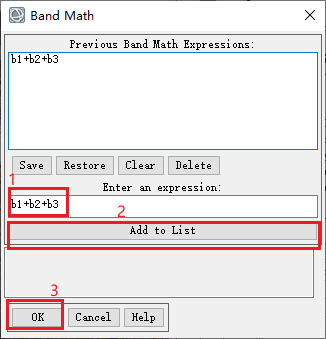 Band Math
Previous Band Math Expressions:
b1+b2+b3
Save Restore Clear Delete
1
Enter an expression:
b1+b2+b3
2
Add to List
3
OK Cancel Help